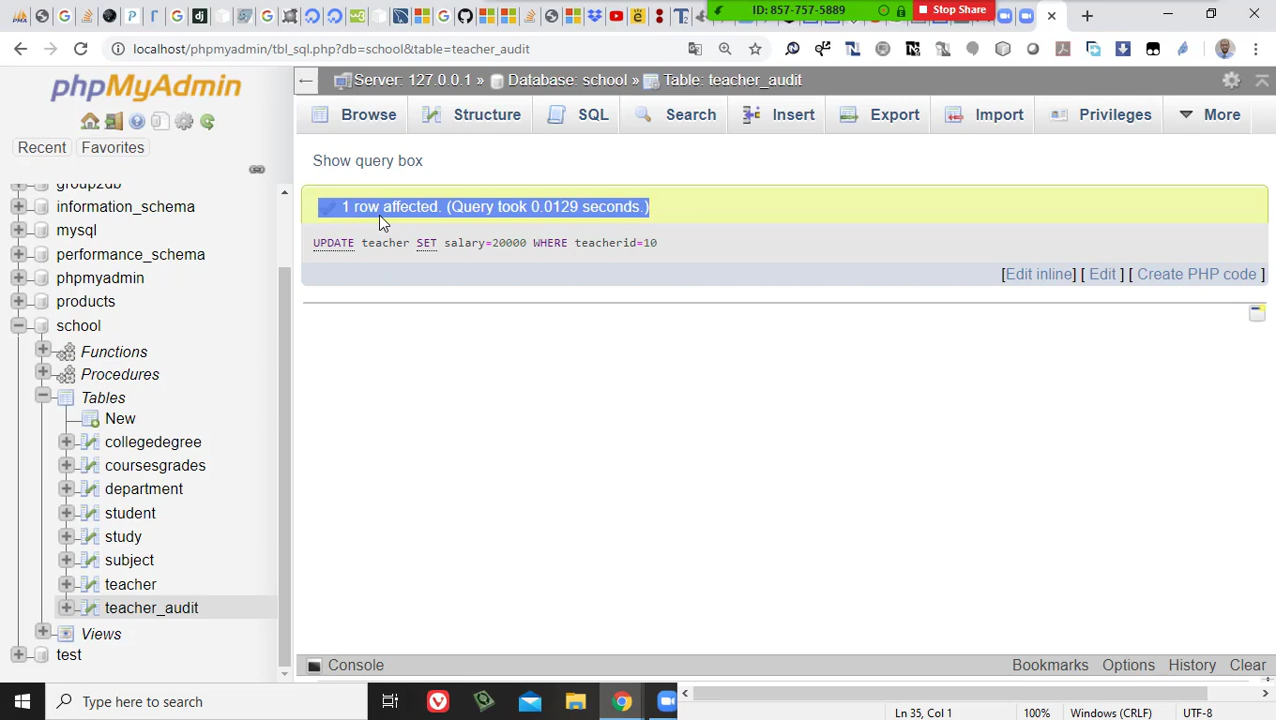 ID: 857-757-5889
Stop Share
localhost/phpmyadmin/tbl_sql.php?db=school&table=teacher_audit
phpMyAdmin
Server: 127.0.0.1 » Database: school » Table: teacher_audit
Browse Structure SQL Search Insert Export Import Privileges More
Recent Favorites
Show query box
group2db
information_schema
mysql
performance_schema
phpmyadmin
products
school
Functions
Procedures
Tables
New
collegedegree
coursesgrades
department
student
study
subject
teacher
teacher_audit
Views
test
1 row affected. (Query took 0.0129 seconds.)
UPDATE teacher SET salary=20000 WHERE teacherid=10
[Edit inline] [ Edit ] [ Create PHP code ]
Console
Bookmarks Options History Clear
Type here to search
Ln 35, Col 1 100% Windows (CRLF) UTF-8